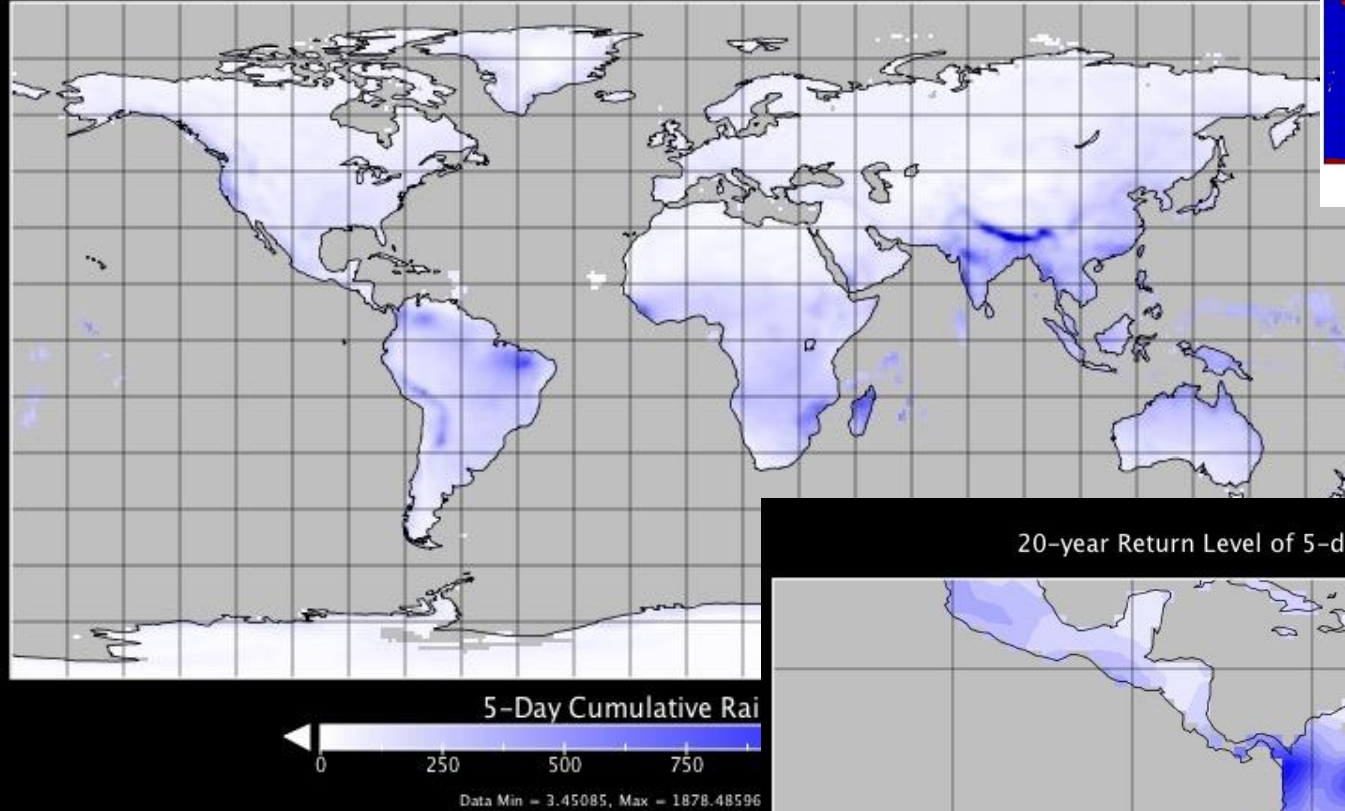 5-Day Cumulative Rai
0 250 500 750
Data Min = 3.45085, Max = 1878.48596
20-year Return Level of 5-d